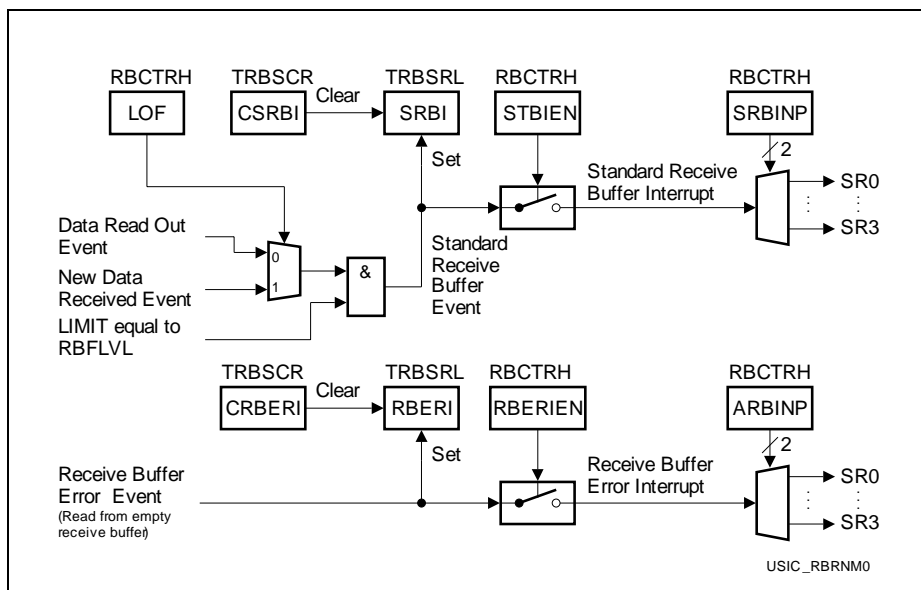 RBCTRH
TRBSCR
TRBSRL
RBCTRH
RBCTRH
LOF
CSRBI
Clear
SRBI
STBIEN
SRBINP
Set
2
Standard Receive
Buffer Interrupt
SR0
SR3
Data Read Out
Event
0
1
&
New Data
Received Event
Standard
Receive
Buffer
Event
LIMIT equal to
RBFLVL
TRBSCR
TRBSRL
RBCTRH
RBCTRH
CRBERI
Clear
RBERI
RBERIEN
ARBINP
Set
2
Receive Buffer
Error Event
(Read from empty
receive buffer)
Receive Buffer
Error Interrupt
SR0
SR3
USIC_RBRNM0